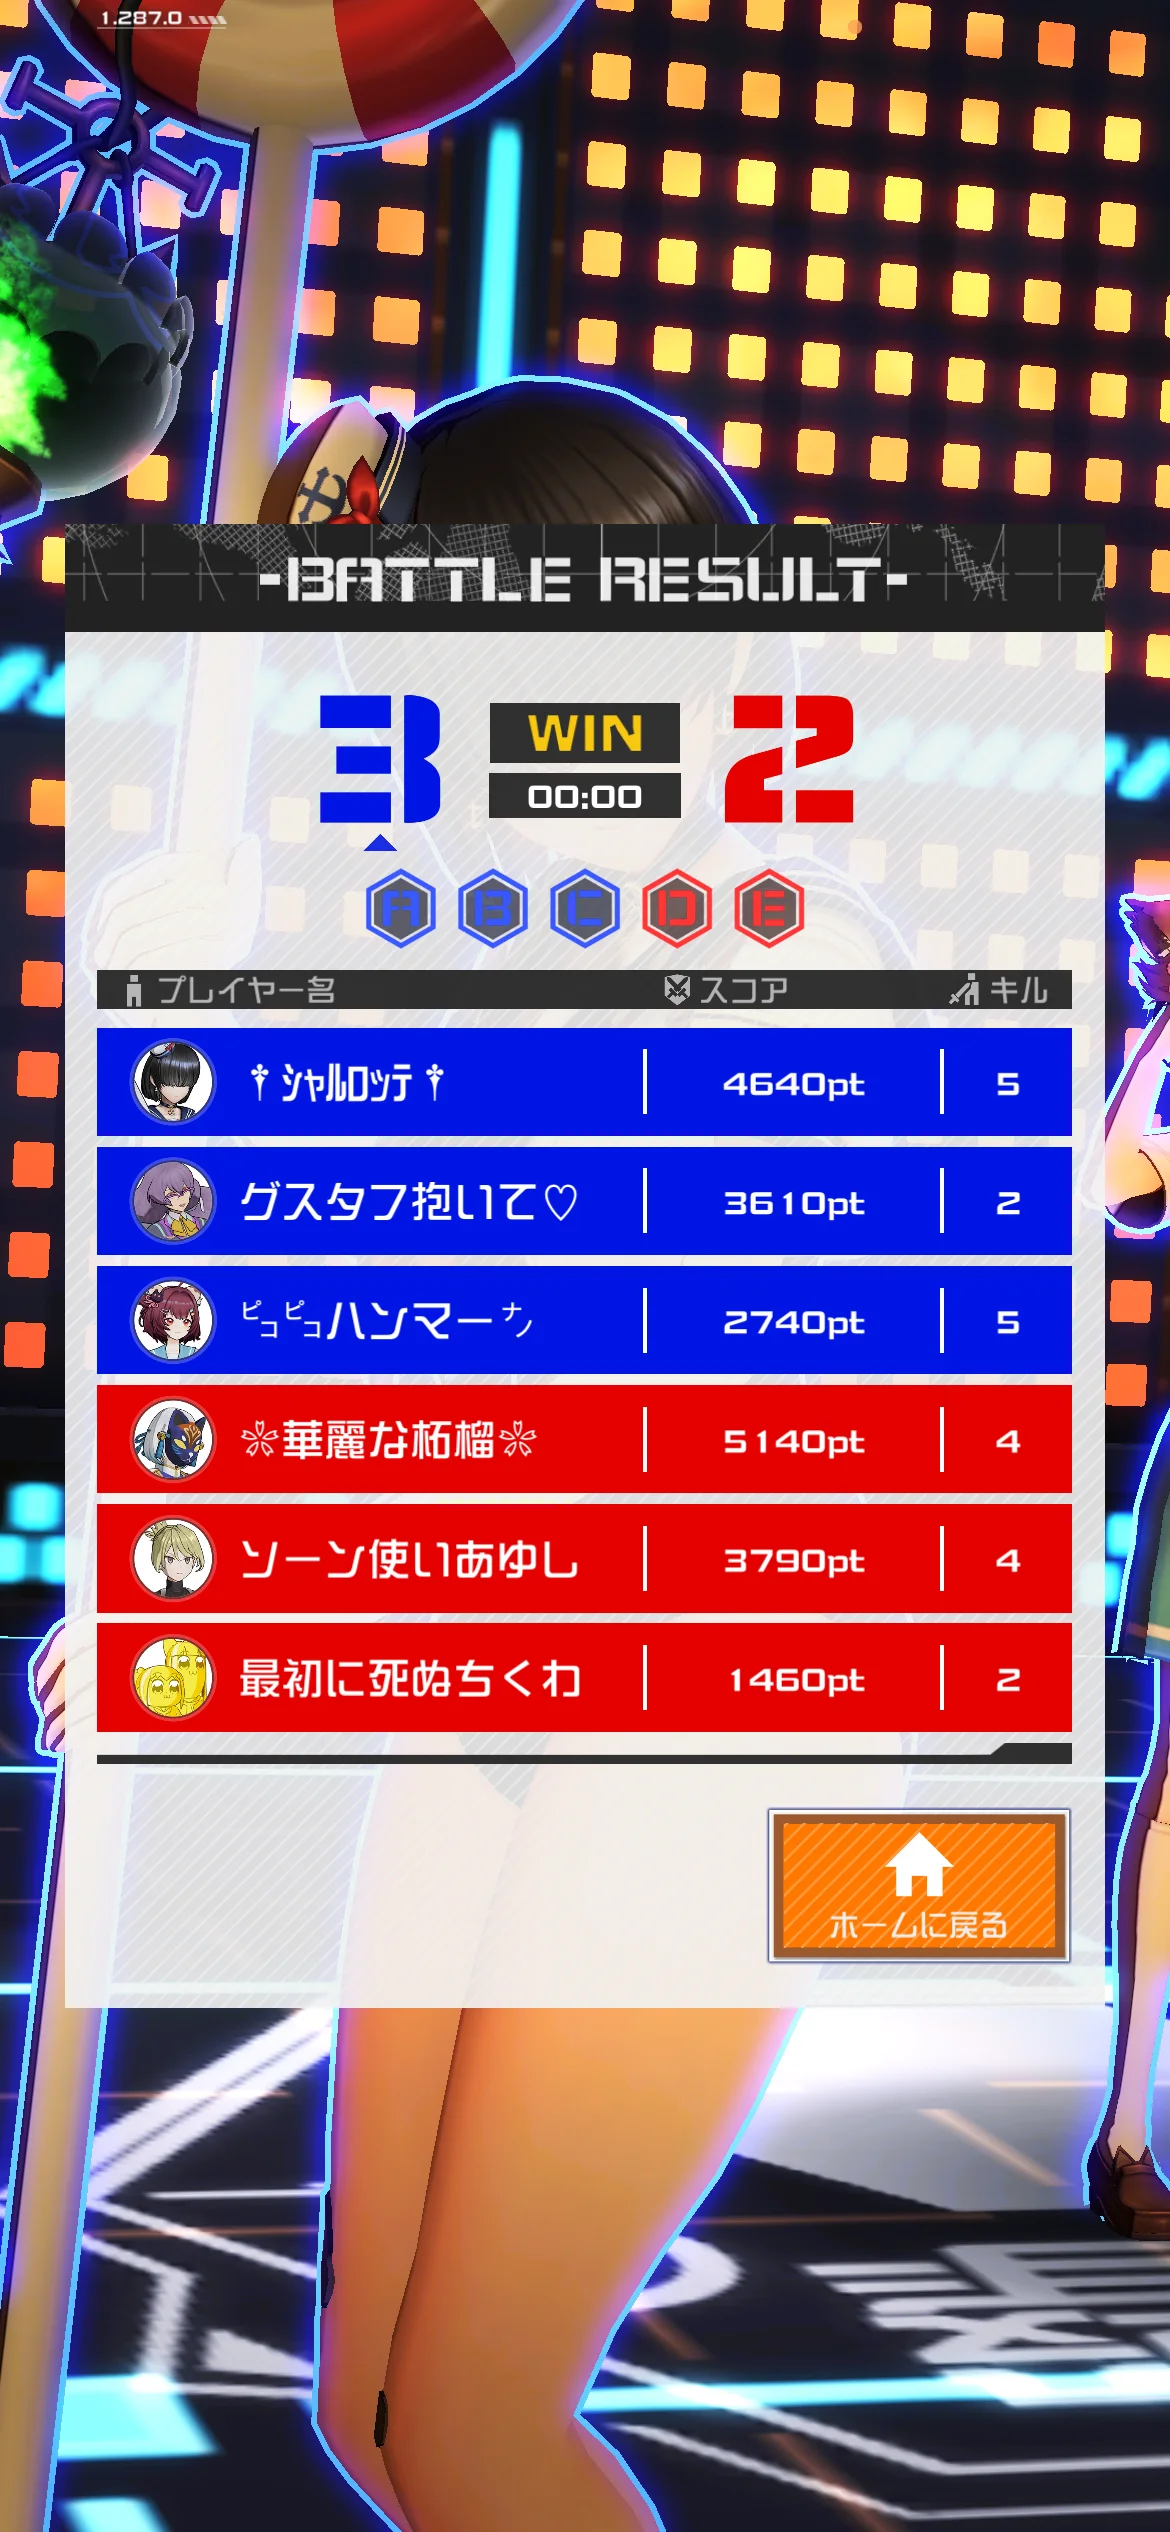 1.287.0
-BATTLE RESULT-
3 WIN 2
00:00
A B C D E
プレイヤー名 スコア キル
† ｼｬﾙﾛｯﾃ † 4640pt 5
グスタフ抱いて♡ 3610pt 2
ピコピコハンマーナノ 2740pt 5
❀華麗な柘榴❀ 5140pt 4
ソーン使いあゆし 3790pt 4
最初に死ぬちくわ 1460pt 2
ホームに戻る